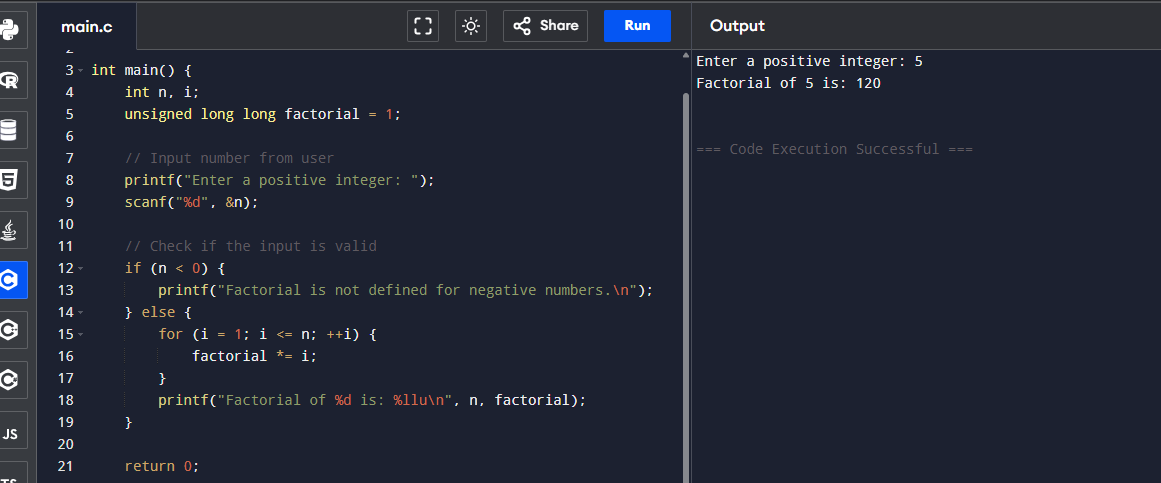 main.c
Share
Run
Output
2
3 int main() {
4     int n, i;
5     unsigned long long factorial = 1;
6
7     // Input number from user
8     printf("Enter a positive integer: ");
9     scanf("%d", &n);
10
11     // Check if the input is valid
12     if (n < 0) {
13         printf("Factorial is not defined for negative numbers.\n");
14     } else {
15         for (i = 1; i <= n; ++i) {
16             factorial *= i;
17         }
18         printf("Factorial of %d is: %llu\n", n, factorial);
19     }
20
21     return 0;
Enter a positive integer: 5
Factorial of 5 is: 120
=== Code Execution Successful ===
R
5
C
C
C
JS
TS